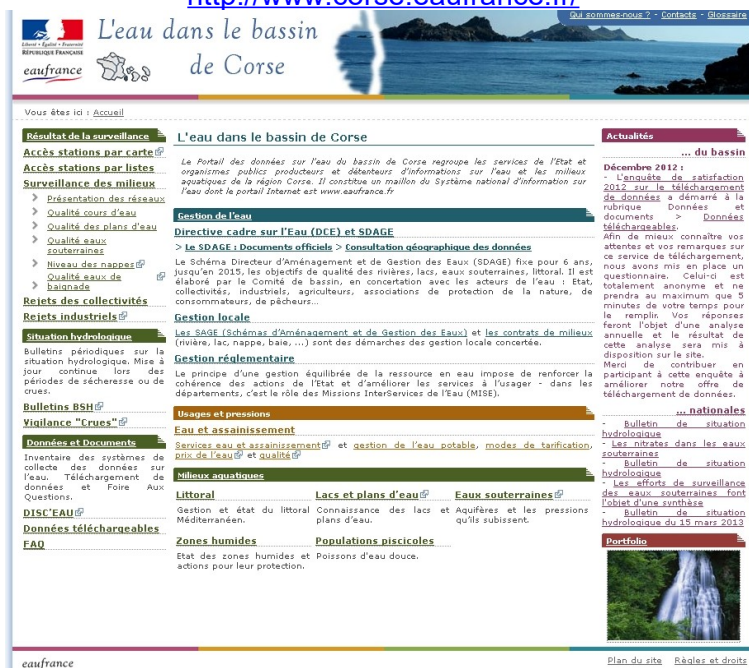 http://www.corse.eaufrance.fr/
Qui sommes-nous ? - Contacts - Glossaire
Liberté • Égalité • Fraternité
RÉPUBLIQUE FRANÇAISE
eaufrance
L'eau dans le bassin
de Corse
Vous êtes ici : Accueil
Résultat de la surveillance
Accès stations par carte
Accès stations par listes
Surveillance des milieux
Présentation des réseaux
Qualité cours d'eau
Qualité des plans d'eau
Qualité eaux
souterraines
Niveau des nappes
Qualité eaux de
baignade
Rejets des collectivités
Rejets industriels
Situation hydrologique
Bulletins périodiques sur la
situation hydrologique. Mise à
jour continue lors des
périodes de sécheresse ou de
crues.
Bulletins BSH
Vigilance "Crues"
Données et Documents
Inventaire des systèmes de
collecte des données sur
l'eau. Téléchargement de
données et Foire Aux
Questions.
DISC'EAU
Données téléchargeables
FAQ
L'eau dans le bassin de Corse
Le Portail des données sur l'eau du bassin de Corse regroupe les services de l'Etat et
organismes publics producteurs et détenteurs d'informations sur l'eau et les milieux
aquatiques de la région Corse. Il constitue un maillon du Système national d'information sur
l'eau dont le portail Internet est www.eaufrance.fr
Gestion de l'eau
Directive cadre sur l'Eau (DCE) et SDAGE
> Le SDAGE : Documents officiels > Consultation géographique des données
Le Schéma Directeur d'Aménagement et de Gestion des Eaux (SDAGE) fixe pour 6 ans,
jusqu'en 2015, les objectifs de qualité des rivières, lacs, eaux souterraines, littoral. Il est
élaboré par le Comité de bassin, en concertation avec les acteurs de l'eau : Etat,
collectivités, industriels, agriculteurs, associations de protection de la nature, de
consommateurs, de pêcheurs...
Gestion locale
Les SAGE (Schémas d'Aménagement et de Gestion des Eaux) et les contrats de milieux
(rivière, lac, nappe, baie, ...) sont des démarches des gestion locale concertée.
Gestion réglementaire
Le principe d'une gestion équilibrée de la ressource en eau impose de renforcer la
cohérence des actions de l'Etat et d'améliorer les services à l'usager - dans les
départements, c'est le rôle des Missions InterServices de l'Eau (MISE).
Usages et pressions
Eau et assainissement
Services eau et assainissement et gestion de l'eau potable, modes de tarification,
prix de l'eau et qualité
Milieux aquatiques
Littoral
Gestion et état du littoral
Méditerranéen.
Lacs et plans d'eau
Connaissance des lacs et
plans d'eau.
Eaux souterraines
Aquifères et les pressions
qu'ils subissent.
Zones humides
Etat des zones humides et
actions pour leur protection.
Populations piscicoles
Poissons d'eau douce.
Actualités
... du bassin
Décembre 2012 :
- L'enquête de satisfaction
2012 sur le téléchargement
de données a démarré à la
rubrique Données et
documents > Données
téléchargeables.
Afin de mieux connaître vos
attentes et vos remarques sur
ce service de téléchargement,
nous avons mis en place un
questionnaire. Celui-ci est
totalement anonyme et ne
prendra au maximum que 5
minutes de votre temps pour
le remplir. Vos réponses
feront l'objet d'une analyse
annuelle et le résultat de
cette analyse sera mis à
disposition sur le site.
Merci de contribuer en
participant à cette enquête à
améliorer notre offre de
téléchargement de données.
... nationales
- Bulletin de situation
hydrologique
- Les nitrates dans les eaux
souterraines
- Bulletin de situation
hydrologique
- Les efforts de surveillance
des eaux souterraines font
l'objet d'une synthèse
- Bulletin de situation
hydrologique du 15 mars 2013
Portfolio
eaufrance
Plan du site Règles et droits